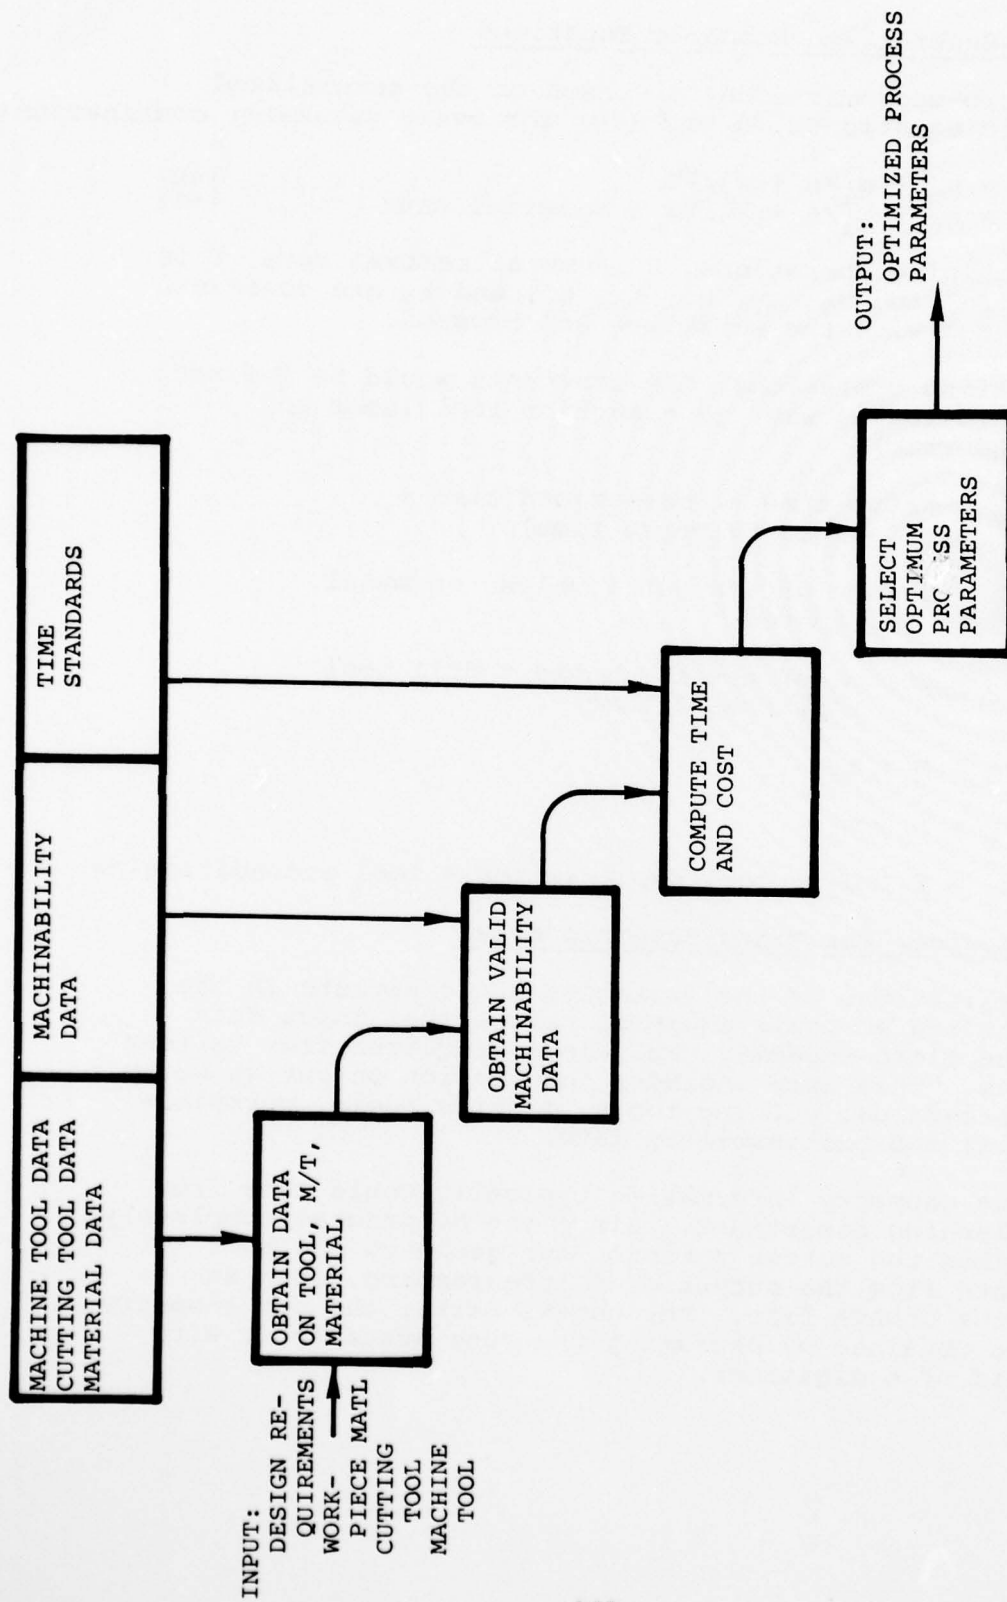 MACHINE TOOL DATA
CUTTING TOOL DATA
MATERIAL DATA
MACHINABILITY
DATA
TIME
STANDARDS
INPUT:
DESIGN RE-
QUIREMENTS
WORK-
PIECE MATL
CUTTING
TOOL
MACHINE
TOOL
OBTAIN DATA
ON TOOL, M/T,
MATERIAL
OBTAIN VALID
MACHINABILITY
DATA
COMPUTE TIME
AND COST
SELECT
OPTIMUM
PARAMETERS
OUTPUT:
OPTIMIZED PROCESS
PARAMETERS